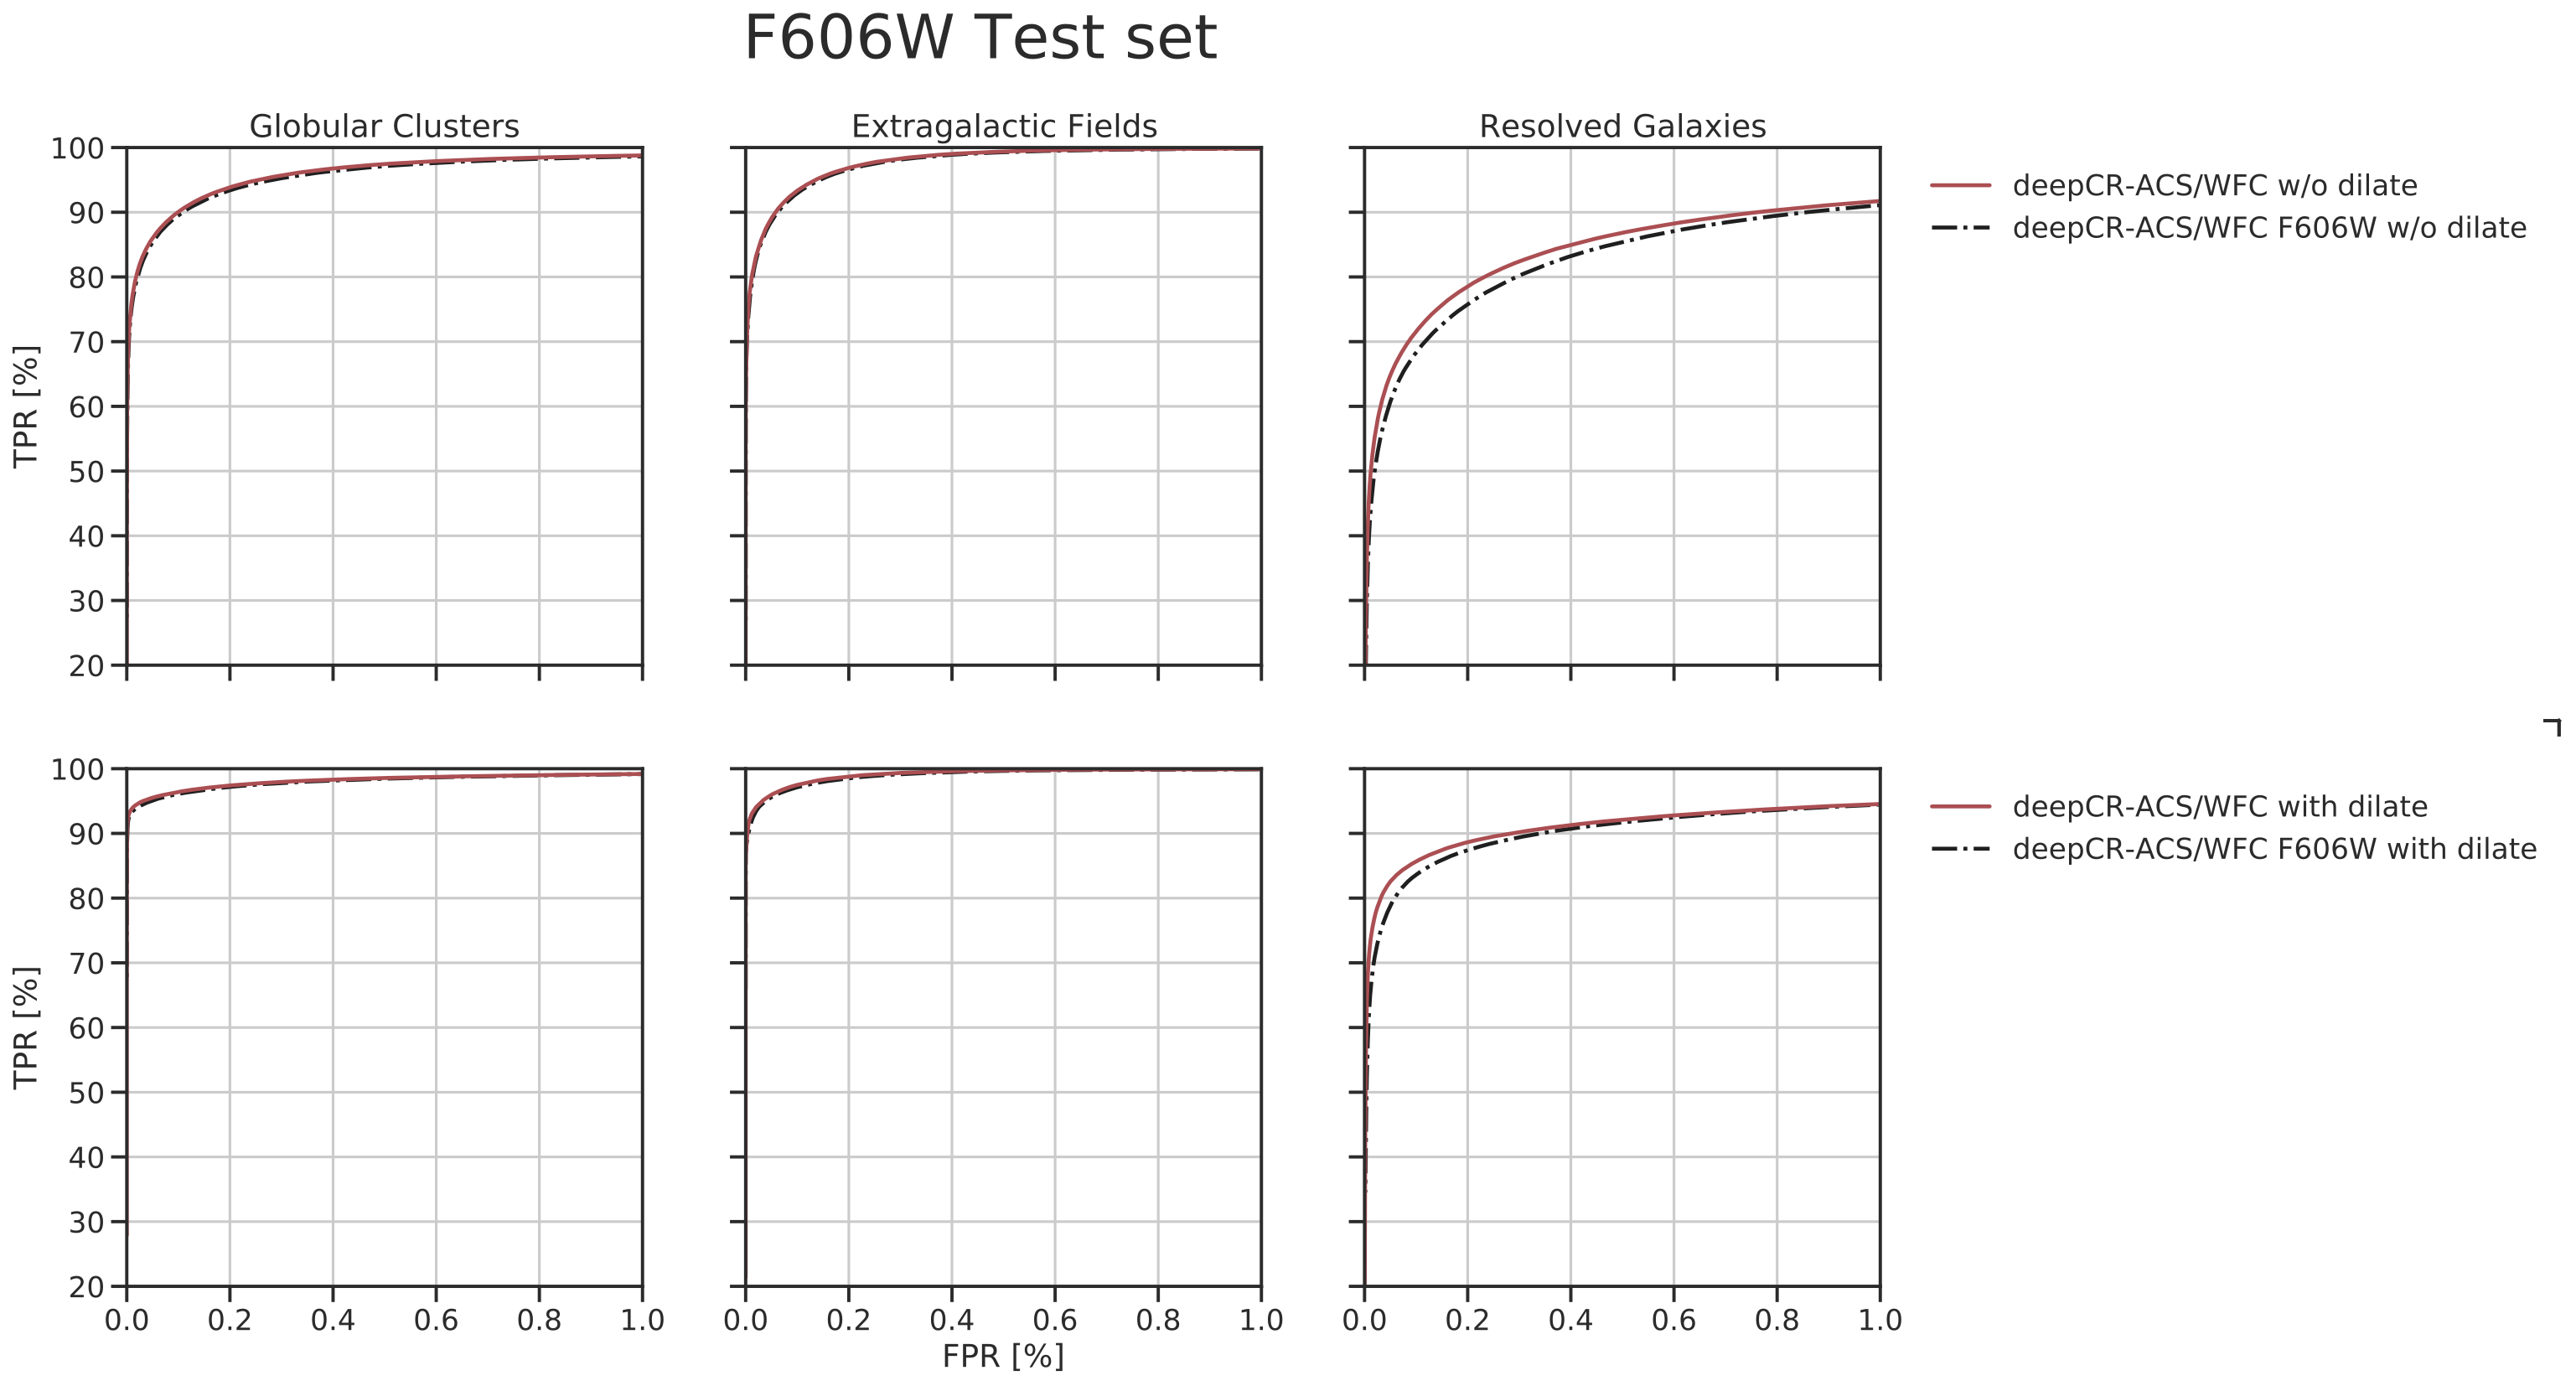 F606W Test set
Globular Clusters
Extragalactic Fields
Resolved Galaxies
100
90
80
70
60
50
40
30
20
TPR [%]
deepCR-ACS/WFC w/o dilate
deepCR-ACS/WFC F606W w/o dilate
100
90
80
70
60
50
40
30
20
TPR [%]
deepCR-ACS/WFC with dilate
deepCR-ACS/WFC F606W with dilate
0.0 0.2 0.4 0.6 0.8 1.0
0.0 0.2 0.4 0.6 0.8 1.0
0.0 0.2 0.4 0.6 0.8 1.0
FPR [%]